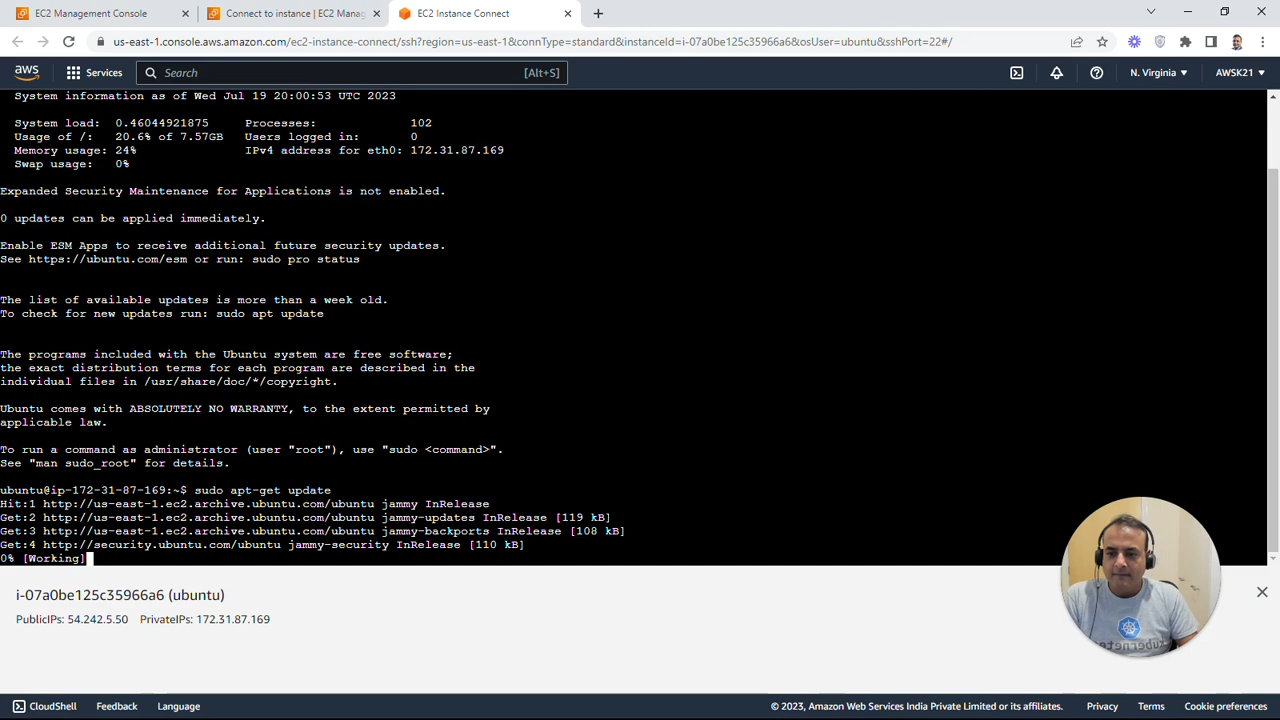 EC2 Management Console
Connect to instance | EC2 Manag
EC2 Instance Connect
us-east-1.console.aws.amazon.com/ec2-instance-connect/ssh?region=us-east-1&connType=standard&instanceId=i-07a0be125c35966a6&osUser=ubuntu&sshPort=22#/
aws Services Search [Alt+S] N. Virginia AWSK21
System information as of Wed Jul 19 20:00:53 UTC 2023
System load: 0.46044921875 Processes: 102
Usage of /: 20.6% of 7.57GB Users logged in: 0
Memory usage: 24% IPv4 address for eth0: 172.31.87.169
Swap usage: 0%
Expanded Security Maintenance for Applications is not enabled.
0 updates can be applied immediately.
Enable ESM Apps to receive additional future security updates.
See https://ubuntu.com/esm or run: sudo pro status
The list of available updates is more than a week old.
To check for new updates run: sudo apt update
The programs included with the Ubuntu system are free software;
the exact distribution terms for each program are described in the
individual files in /usr/share/doc/*/copyright.
Ubuntu comes with ABSOLUTELY NO WARRANTY, to the extent permitted by
applicable law.
To run a command as administrator (user "root"), use "sudo <command>".
See "man sudo_root" for details.
ubuntu@ip-172-31-87-169:~$ sudo apt-get update
Hit:1 http://us-east-1.ec2.archive.ubuntu.com/ubuntu jammy InRelease
Get:2 http://us-east-1.ec2.archive.ubuntu.com/ubuntu jammy-updates InRelease [119 kB]
Get:3 http://us-east-1.ec2.archive.ubuntu.com/ubuntu jammy-backports InRelease [108 kB]
Get:4 http://security.ubuntu.com/ubuntu jammy-security InRelease [110 kB]
0% [Working]
i-07a0be125c35966a6 (ubuntu)
PublicIPs: 54.242.5.50 PrivateIPs: 172.31.87.169
kubernetes
CloudShell Feedback Language © 2023, Amazon Web Services India Private Limited or its affiliates. Privacy Terms Cookie preferences